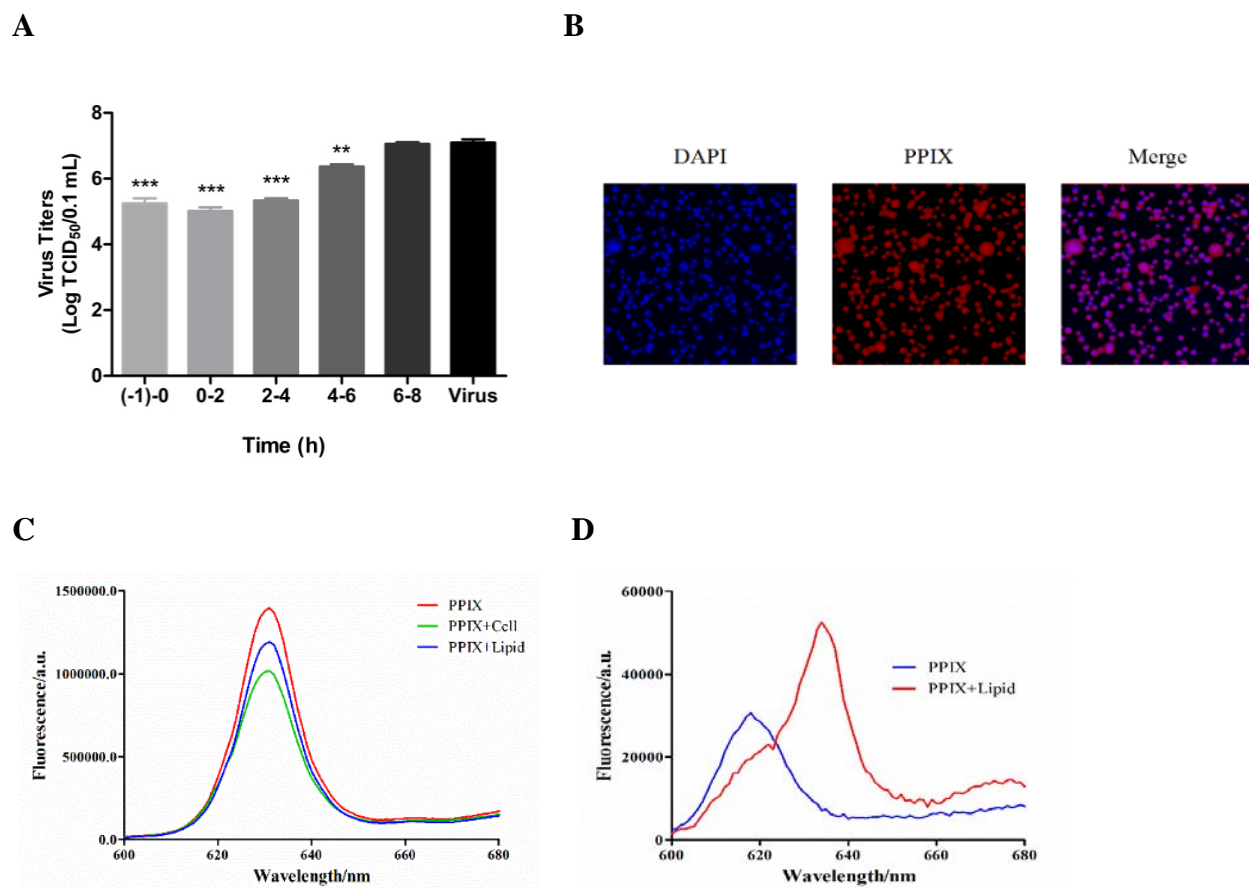 A
B
8
6
4
2
0
Virus Titers
(Log TCID50/0.1 mL)
***
***
***
**
(-1)-0 0-2 2-4 4-6 6-8 Virus
Time (h)
DAPI PPIX Merge
C
D
1500000.0
1000000.0
500000.0
0.0
Fluorescence/a.u.
PPIX
PPIX+Cell
PPIX+Lipid
600 620 640 660 680
Wavelength/nm
60000
40000
20000
0
Fluorescence/a.u.
PPIX
PPIX+Lipid
600 620 640 660 680
Wavelength/nm